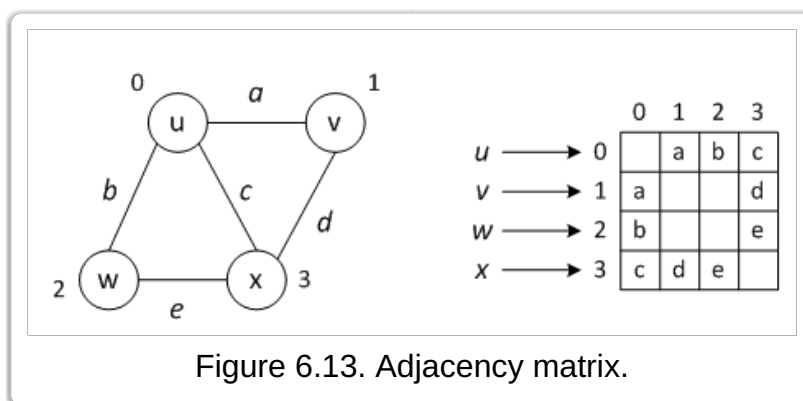 0 a 1
u v
b c d
2 w x 3
e
0 1 2 3
u 0 a b c
v 1 a d
w 2 b e
x 3 c d e
Figure 6.13. Adjacency matrix.